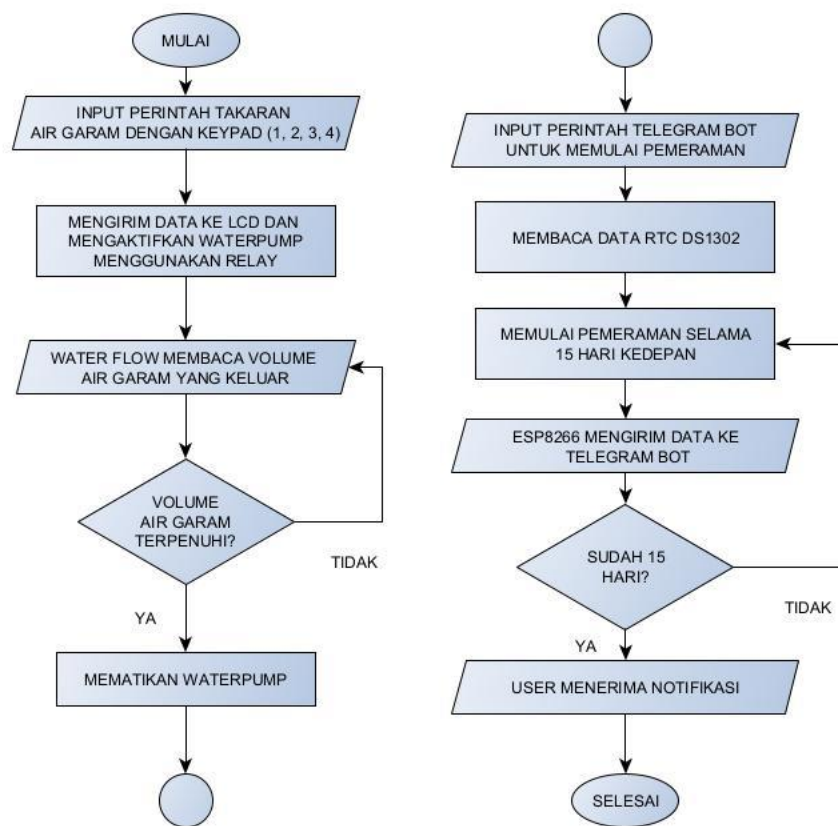 MULAI
INPUT PERINTAH TAKARAN
AIR GARAM DENGAN KEYPAD (1, 2, 3, 4)
MENGIRIM DATA KE LCD DAN
MENGAKTIFKAN WATERPUMP
MENGGUNAKAN RELAY
WATER FLOW MEMBACA VOLUME
AIR GARAM YANG KELUAR
VOLUME
AIR GARAM
TERPENUHI?
TIDAK
YA
MEMATIKAN WATERPUMP
INPUT PERINTAH TELEGRAM BOT
UNTUK MEMULAI PEMERAMAN
MEMBACA DATA RTC DS1302
MEMULAI PEMERAMAN SELAMA
15 HARI KEDEPAN
ESP8266 MENGIRIM DATA KE
TELEGRAM BOT
SUDAH 15
HARI?
TIDAK
YA
USER MENERIMA NOTIFIKASI
SELESAI